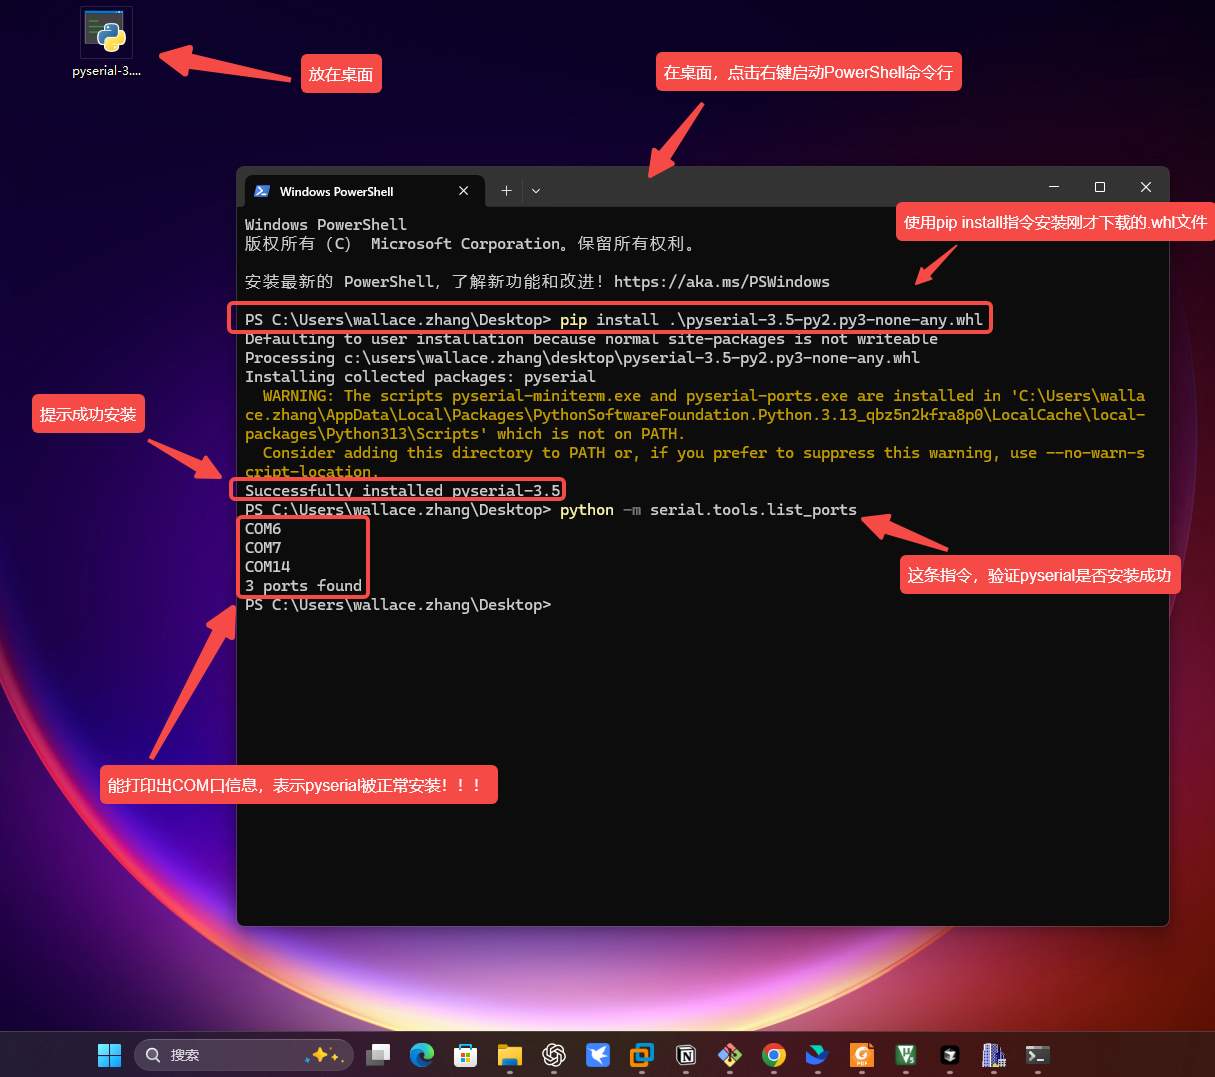 pyserial-3....
放在桌面
在桌面，点击右键启动PowerShell命令行
Windows PowerShell
使用pip install指令安装刚才下载的.whl文件
Windows PowerShell
版权所有（C） Microsoft Corporation。保留所有权利。
安装最新的 PowerShell，了解新功能和改进！https://aka.ms/PSWindows
PS C:\Users\wallace.zhang\Desktop> pip install .\pyserial-3.5-py2.py3-none-any.whl
Defaulting to user installation because normal site-packages is not writeable
Processing c:\users\wallace.zhang\desktop\pyserial-3.5-py2.py3-none-any.whl
Installing collected packages: pyserial
WARNING: The scripts pyserial-miniterm.exe and pyserial-ports.exe are installed in 'C:\Users\walla
ce.zhang\AppData\Local\Packages\PythonSoftwareFoundation.Python.3.13_qbz5n2kfra8p0\LocalCache\local-
packages\Python313\Scripts' which is not on PATH.
Consider adding this directory to PATH or, if you prefer to suppress this warning, use --no-warn-s
cript-location.
提示成功安装
Successfully installed pyserial-3.5
PS C:\Users\wallace.zhang\Desktop> python -m serial.tools.list_ports
COM6
COM7
COM14
3 ports found
PS C:\Users\wallace.zhang\Desktop>
这条指令，验证pyserial是否安装成功
能打印出COM口信息，表示pyserial被正常安装！！！
搜索